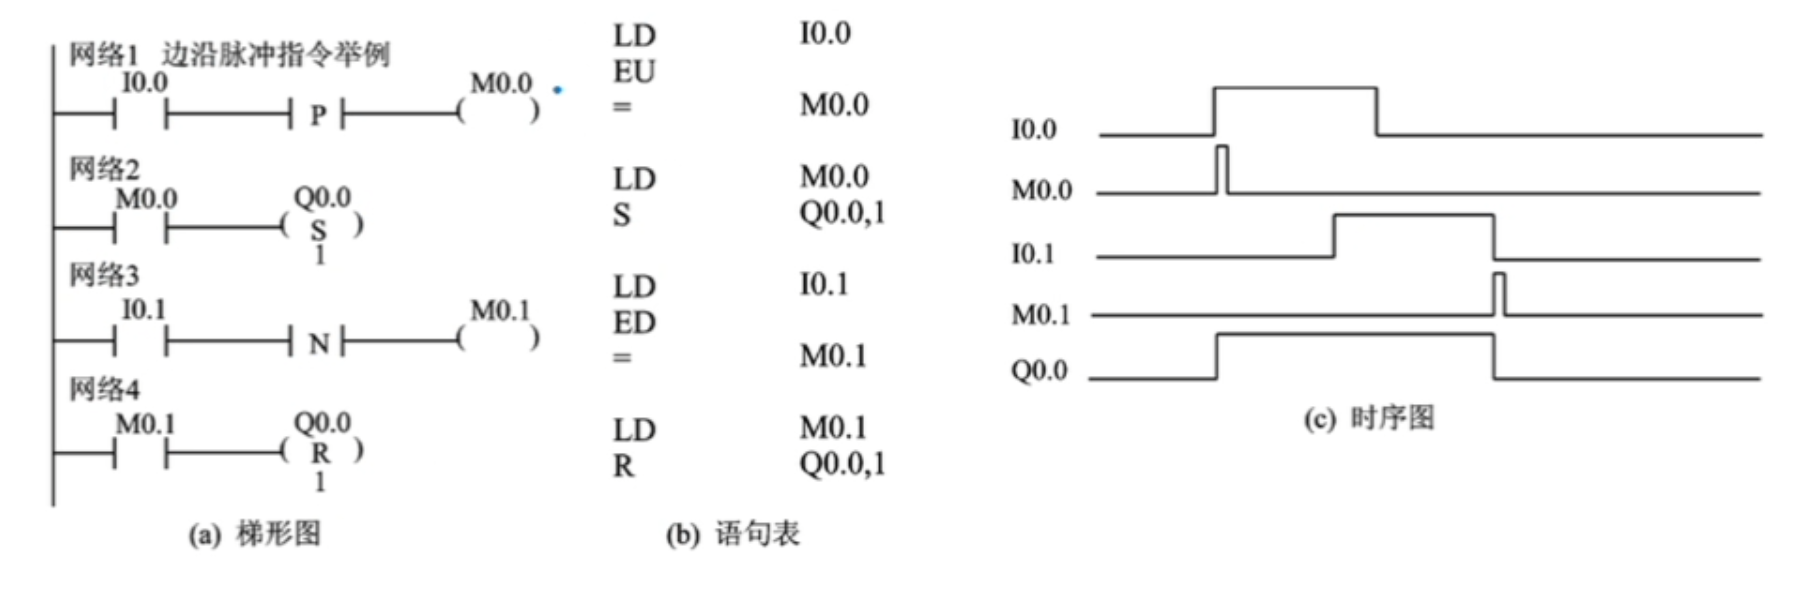 网络1 边沿脉冲指令举例
I0.0
M0.0
P
( )
网络2
M0.0
Q0.0
( S )
1
网络3
I0.1
M0.1
N
( )
网络4
M0.1
Q0.0
( R )
1
(a) 梯形图
LD I0.0
EU
= M0.0
LD M0.0
S Q0.0,1
LD I0.1
ED
= M0.1
LD M0.1
R Q0.0,1
(b) 语句表
I0.0
M0.0
I0.1
M0.1
Q0.0
(c) 时序图